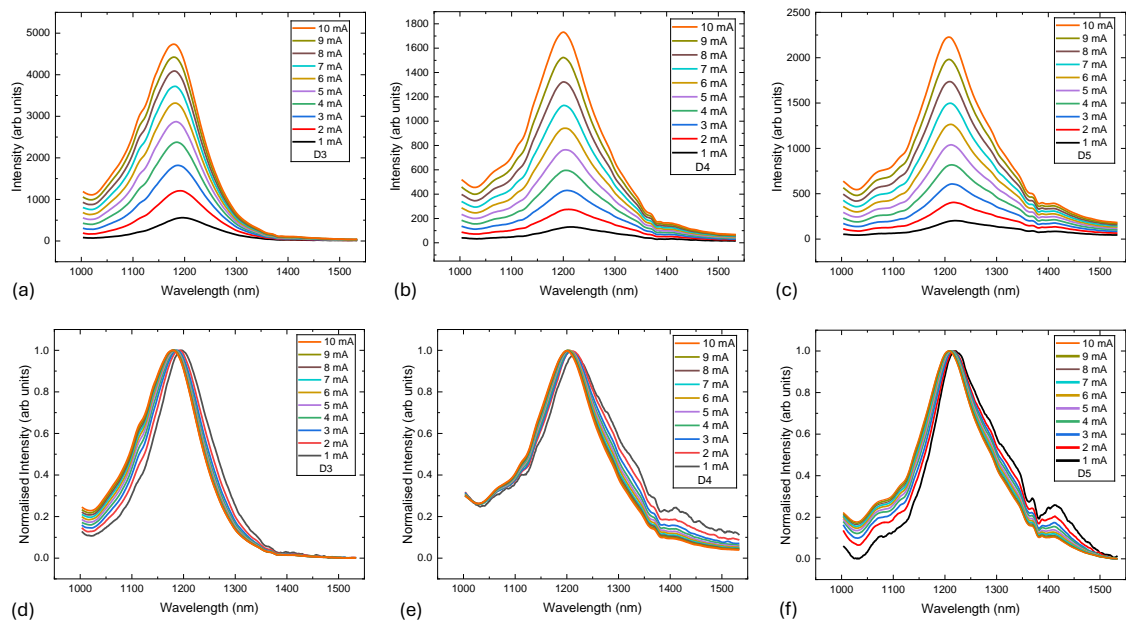 Intensity (arb units)
5000
4000
3000
2000
1000
0
1000 1100 1200 1300 1400 1500
Wavelength (nm)
10 mA
9 mA
8 mA
7 mA
6 mA
5 mA
4 mA
3 mA
2 mA
1 mA
D3
(a)
Intensity (arb units)
1800
1600
1400
1200
1000
800
600
400
200
0
1000 1100 1200 1300 1400 1500
Wavelength (nm)
10 mA
9 mA
8 mA
7 mA
6 mA
5 mA
4 mA
3 mA
2 mA
1 mA
D4
(b)
Intensity (arb units)
2500
2000
1500
1000
500
0
1000 1100 1200 1300 1400 1500
Wavelength (nm)
10 mA
9 mA
8 mA
7 mA
6 mA
5 mA
4 mA
3 mA
2 mA
1 mA
D5
(c)
Normalised Intensity (arb units)
1.0
0.8
0.6
0.4
0.2
0.0
1000 1100 1200 1300 1400 1500
Wavelength (nm)
10 mA
9 mA
8 mA
7 mA
6 mA
5 mA
4 mA
3 mA
2 mA
1 mA
D3
(d)
Normalised Intensity (arb units)
1.0
0.8
0.6
0.4
0.2
0.0
1000 1100 1200 1300 1400 1500
Wavelength (nm)
10 mA
9 mA
8 mA
7 mA
6 mA
5 mA
4 mA
3 mA
2 mA
1 mA
D4
(e)
Normalised Intensity (arb units)
1.0
0.8
0.6
0.4
0.2
0.0
1000 1100 1200 1300 1400 1500
Wavelength (nm)
10 mA
9 mA
8 mA
7 mA
6 mA
5 mA
4 mA
3 mA
2 mA
1 mA
D5
(f)